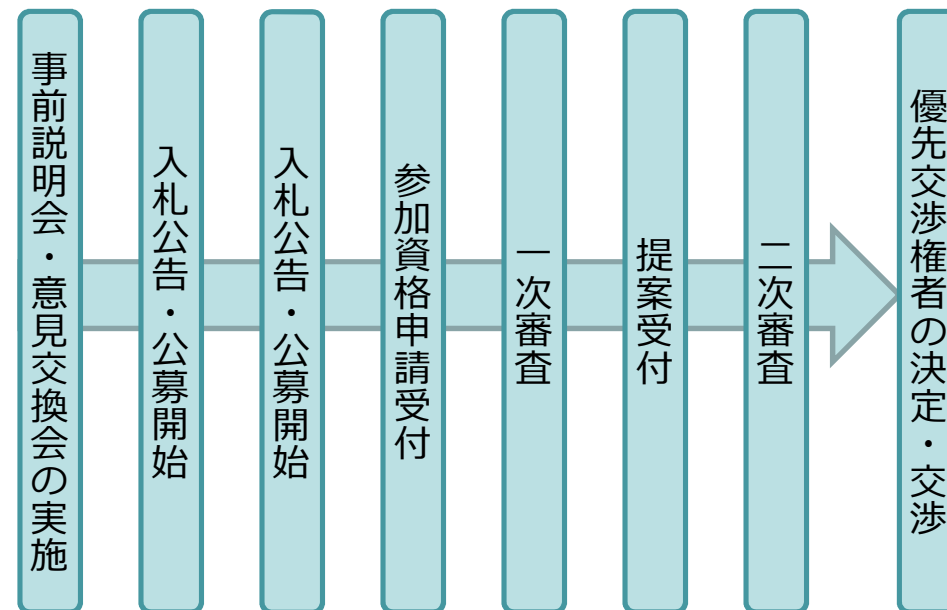 事前説明会・意見交換会の実施
入札公告・公募開始
入札公告・公募開始
参加資格申請受付
一次審査
提案受付
二次審査
優先交渉権者の決定・交渉